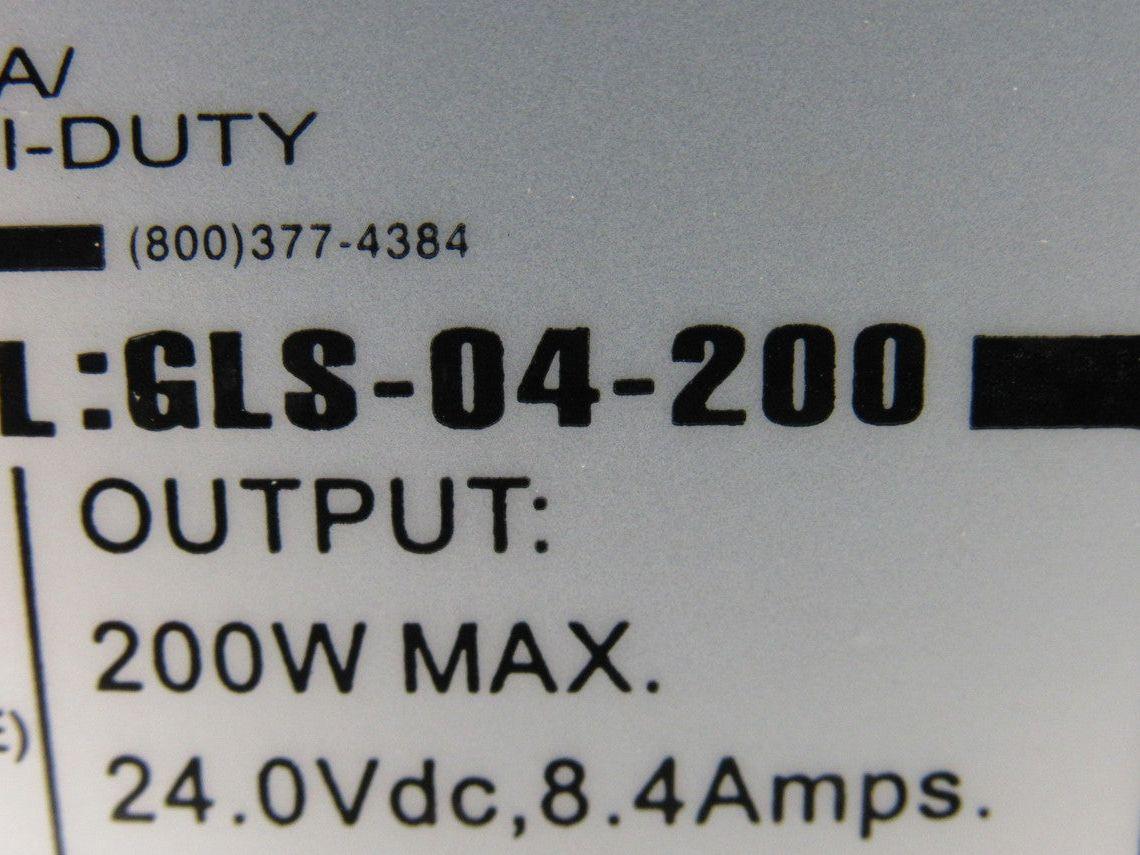 A/
I-DUTY
(800)377-4384
L:GLS-04-200
OUTPUT:
200W MAX.
E)
24.0Vdc,8.4Amps.